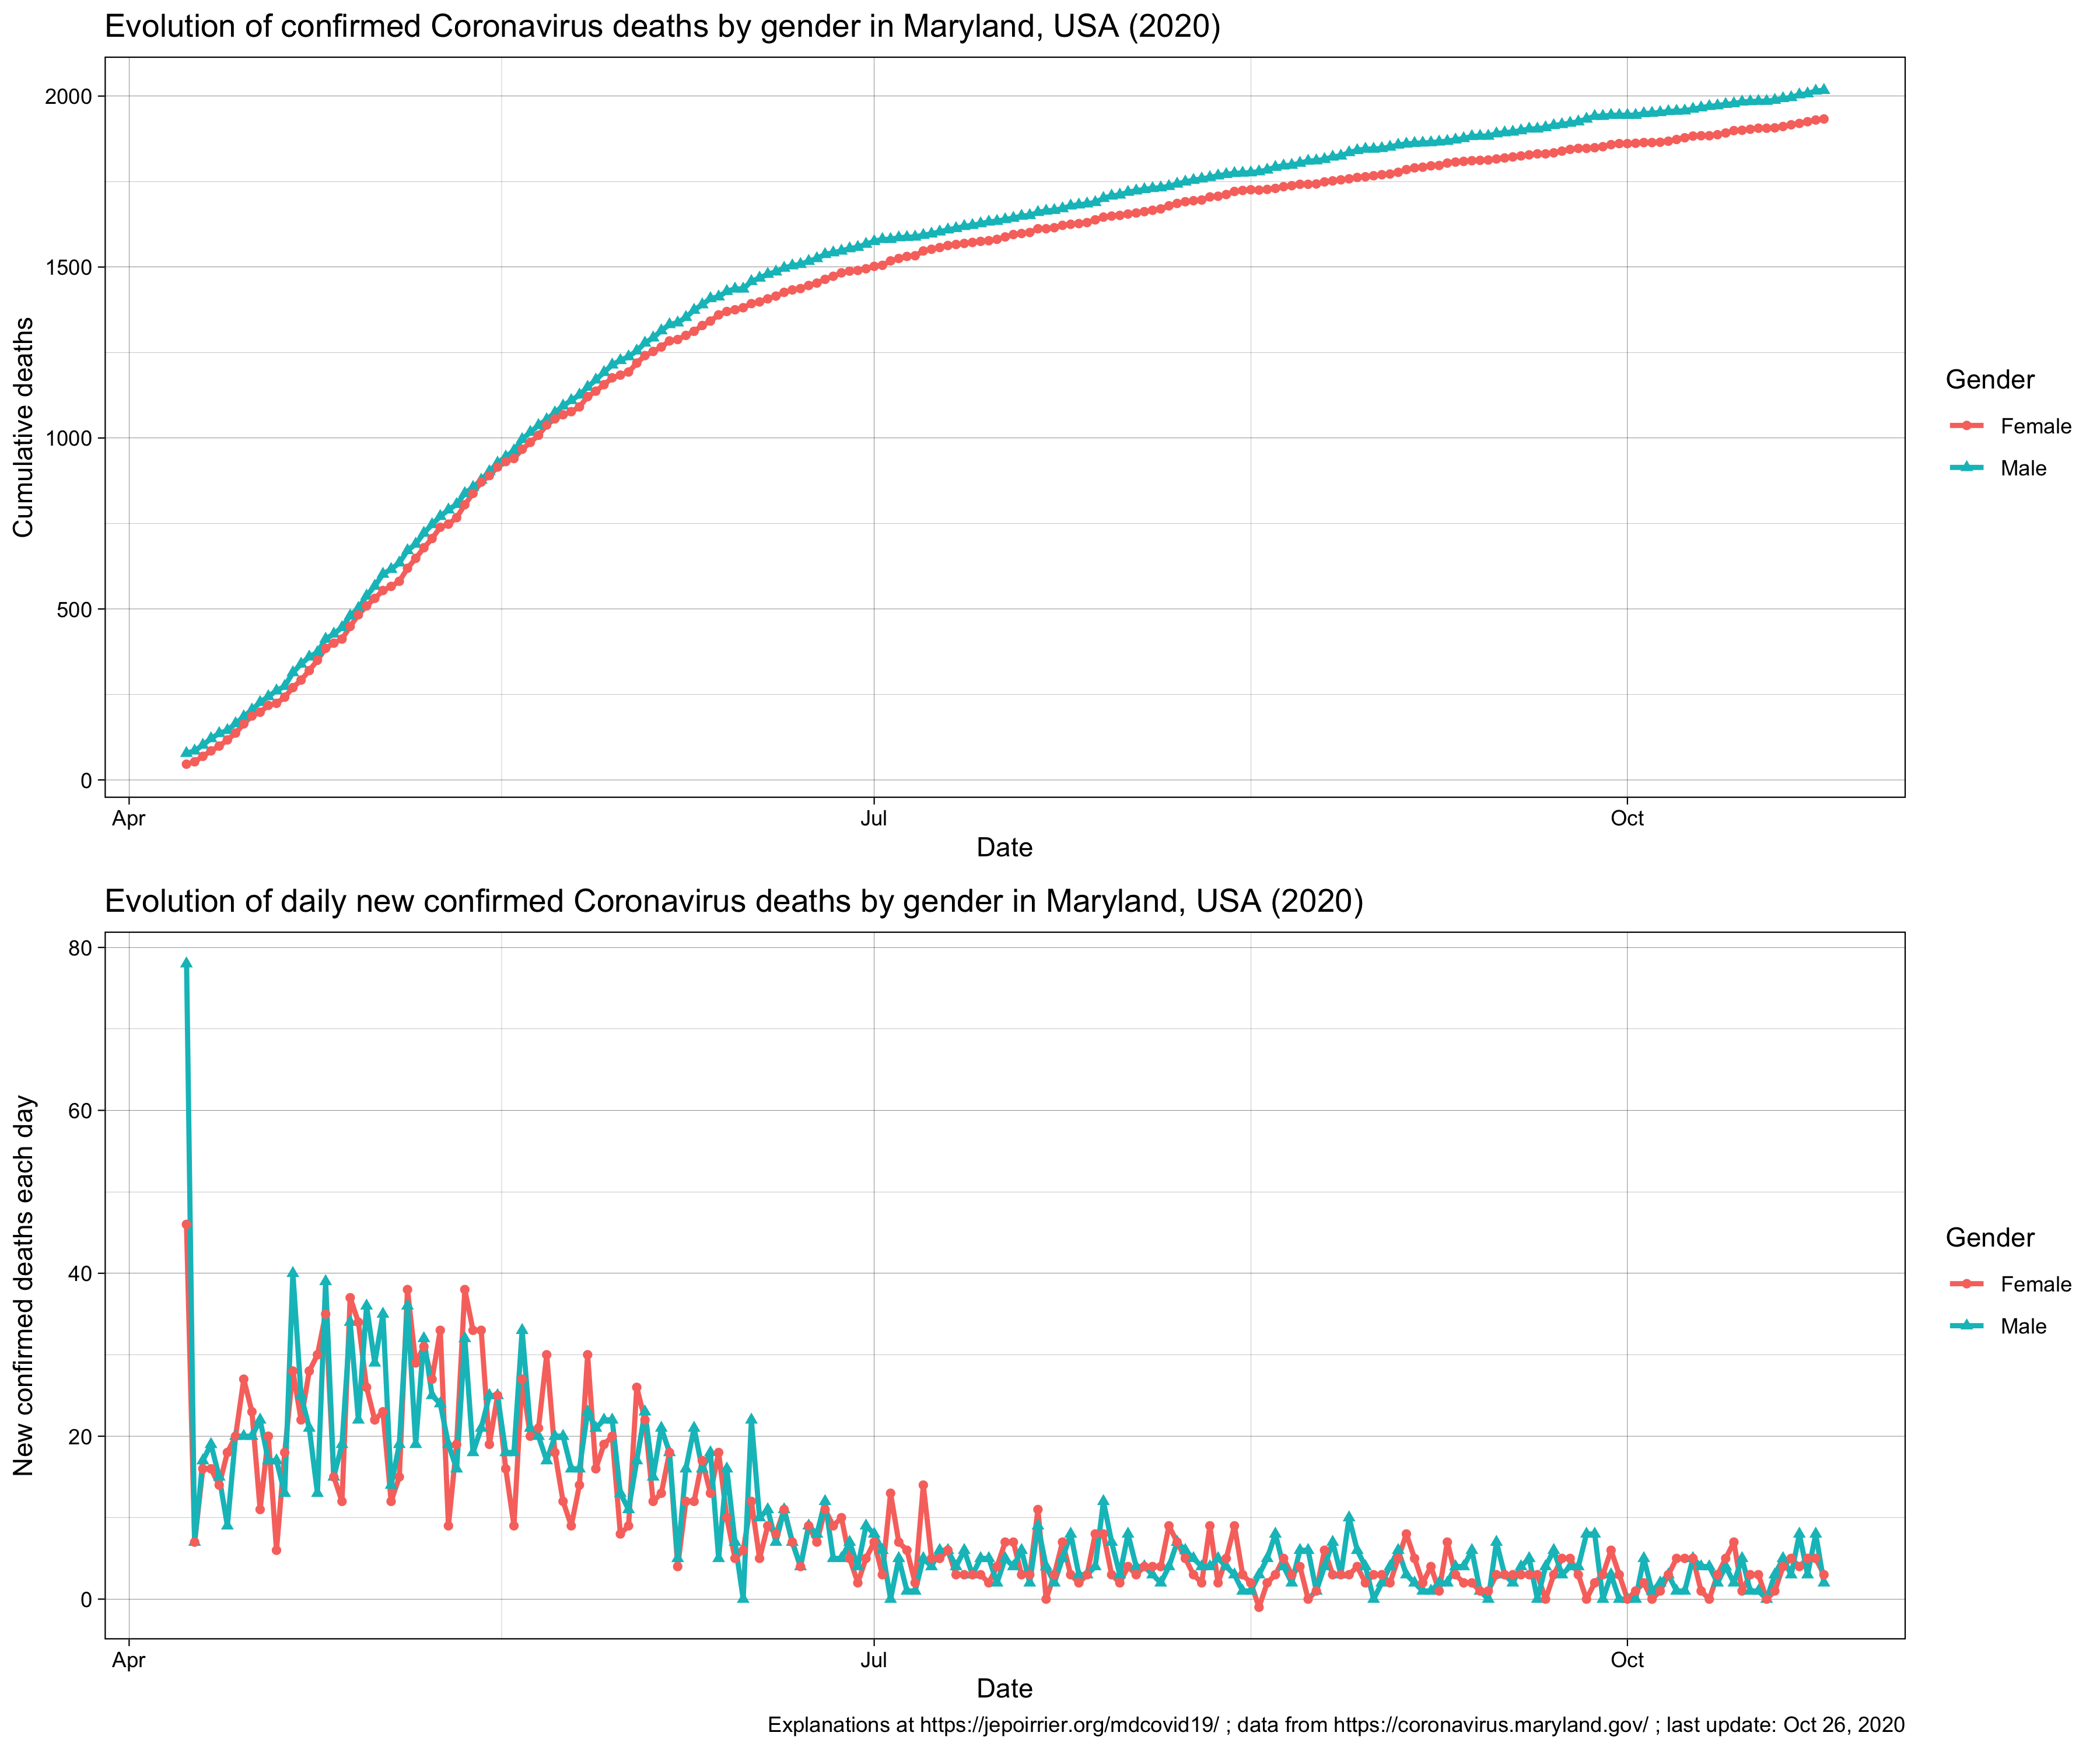 Evolution of confirmed Coronavirus deaths by gender in Maryland, USA (2020)
Cumulative deaths
2000
1500
1000
500
0
Apr
Jul
Oct
Date
Gender
Female
Male
Evolution of daily new confirmed Coronavirus deaths by gender in Maryland, USA (2020)
New confirmed deaths each day
80
60
40
20
0
Apr
Jul
Oct
Date
Gender
Female
Male
Explanations at https://jepoirrier.org/mdcovid19/ ; data from https://coronavirus.maryland.gov/ ; last update: Oct 26, 2020